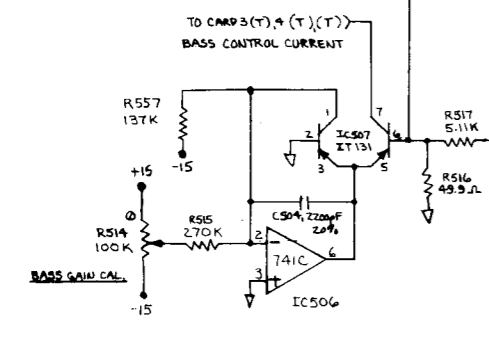 TO CARD 3(T),4(T),(T))
BASS CONTROL CURRENT
R557
137K
-15
+15
R514
100K
BASS GAIN CAL.
-15
R515
270K
1
2
3
IC507
IT131
7
6
5
R517
5.11K
R516
49.9Ω
C504, 2200pF
20%
2
-
741C
6
3
+
IC506